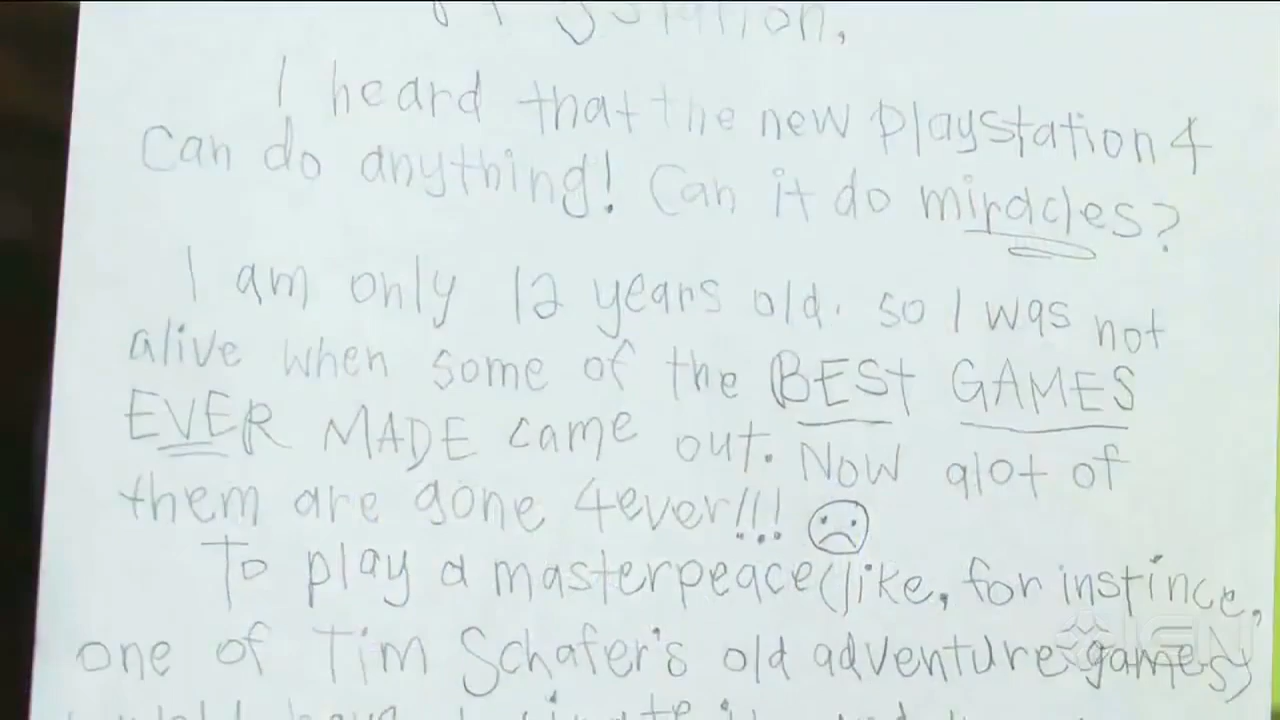 Playstation,
I heard that the new Playstation 4
Can do anything! Can it do miracles?
I am only 12 years old. so I was not
alive when some of the BEST GAMES
EVER MADE came out. Now alot of
them are gone 4ever!!!
To play a masterpeace (like, for instince,
one of Tim Schafer's old adventure games)
IGN